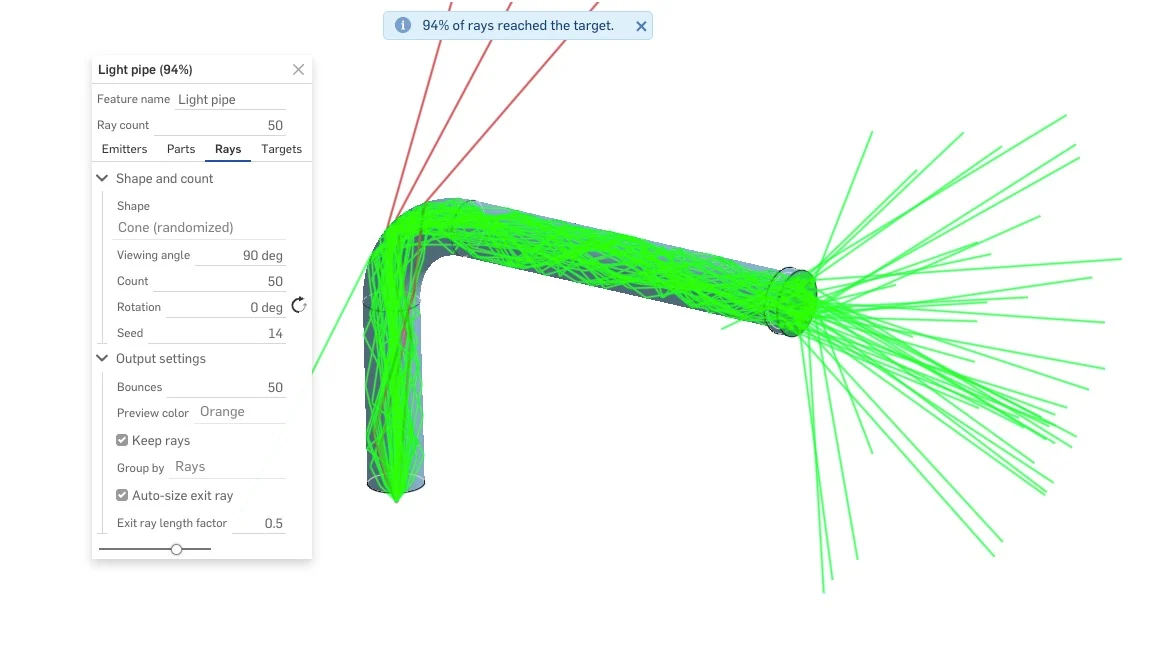 94% of rays reached the target.
Light pipe (94%)
Feature name Light pipe
Ray count 50
Emitters Parts Rays Targets
Shape and count
Shape
Cone (randomized)
Viewing angle 90 deg
Count 50
Rotation 0 deg
Seed 14
Output settings
Bounces 50
Preview color Orange
Keep rays
Group by Rays
Auto-size exit ray
Exit ray length factor 0.5